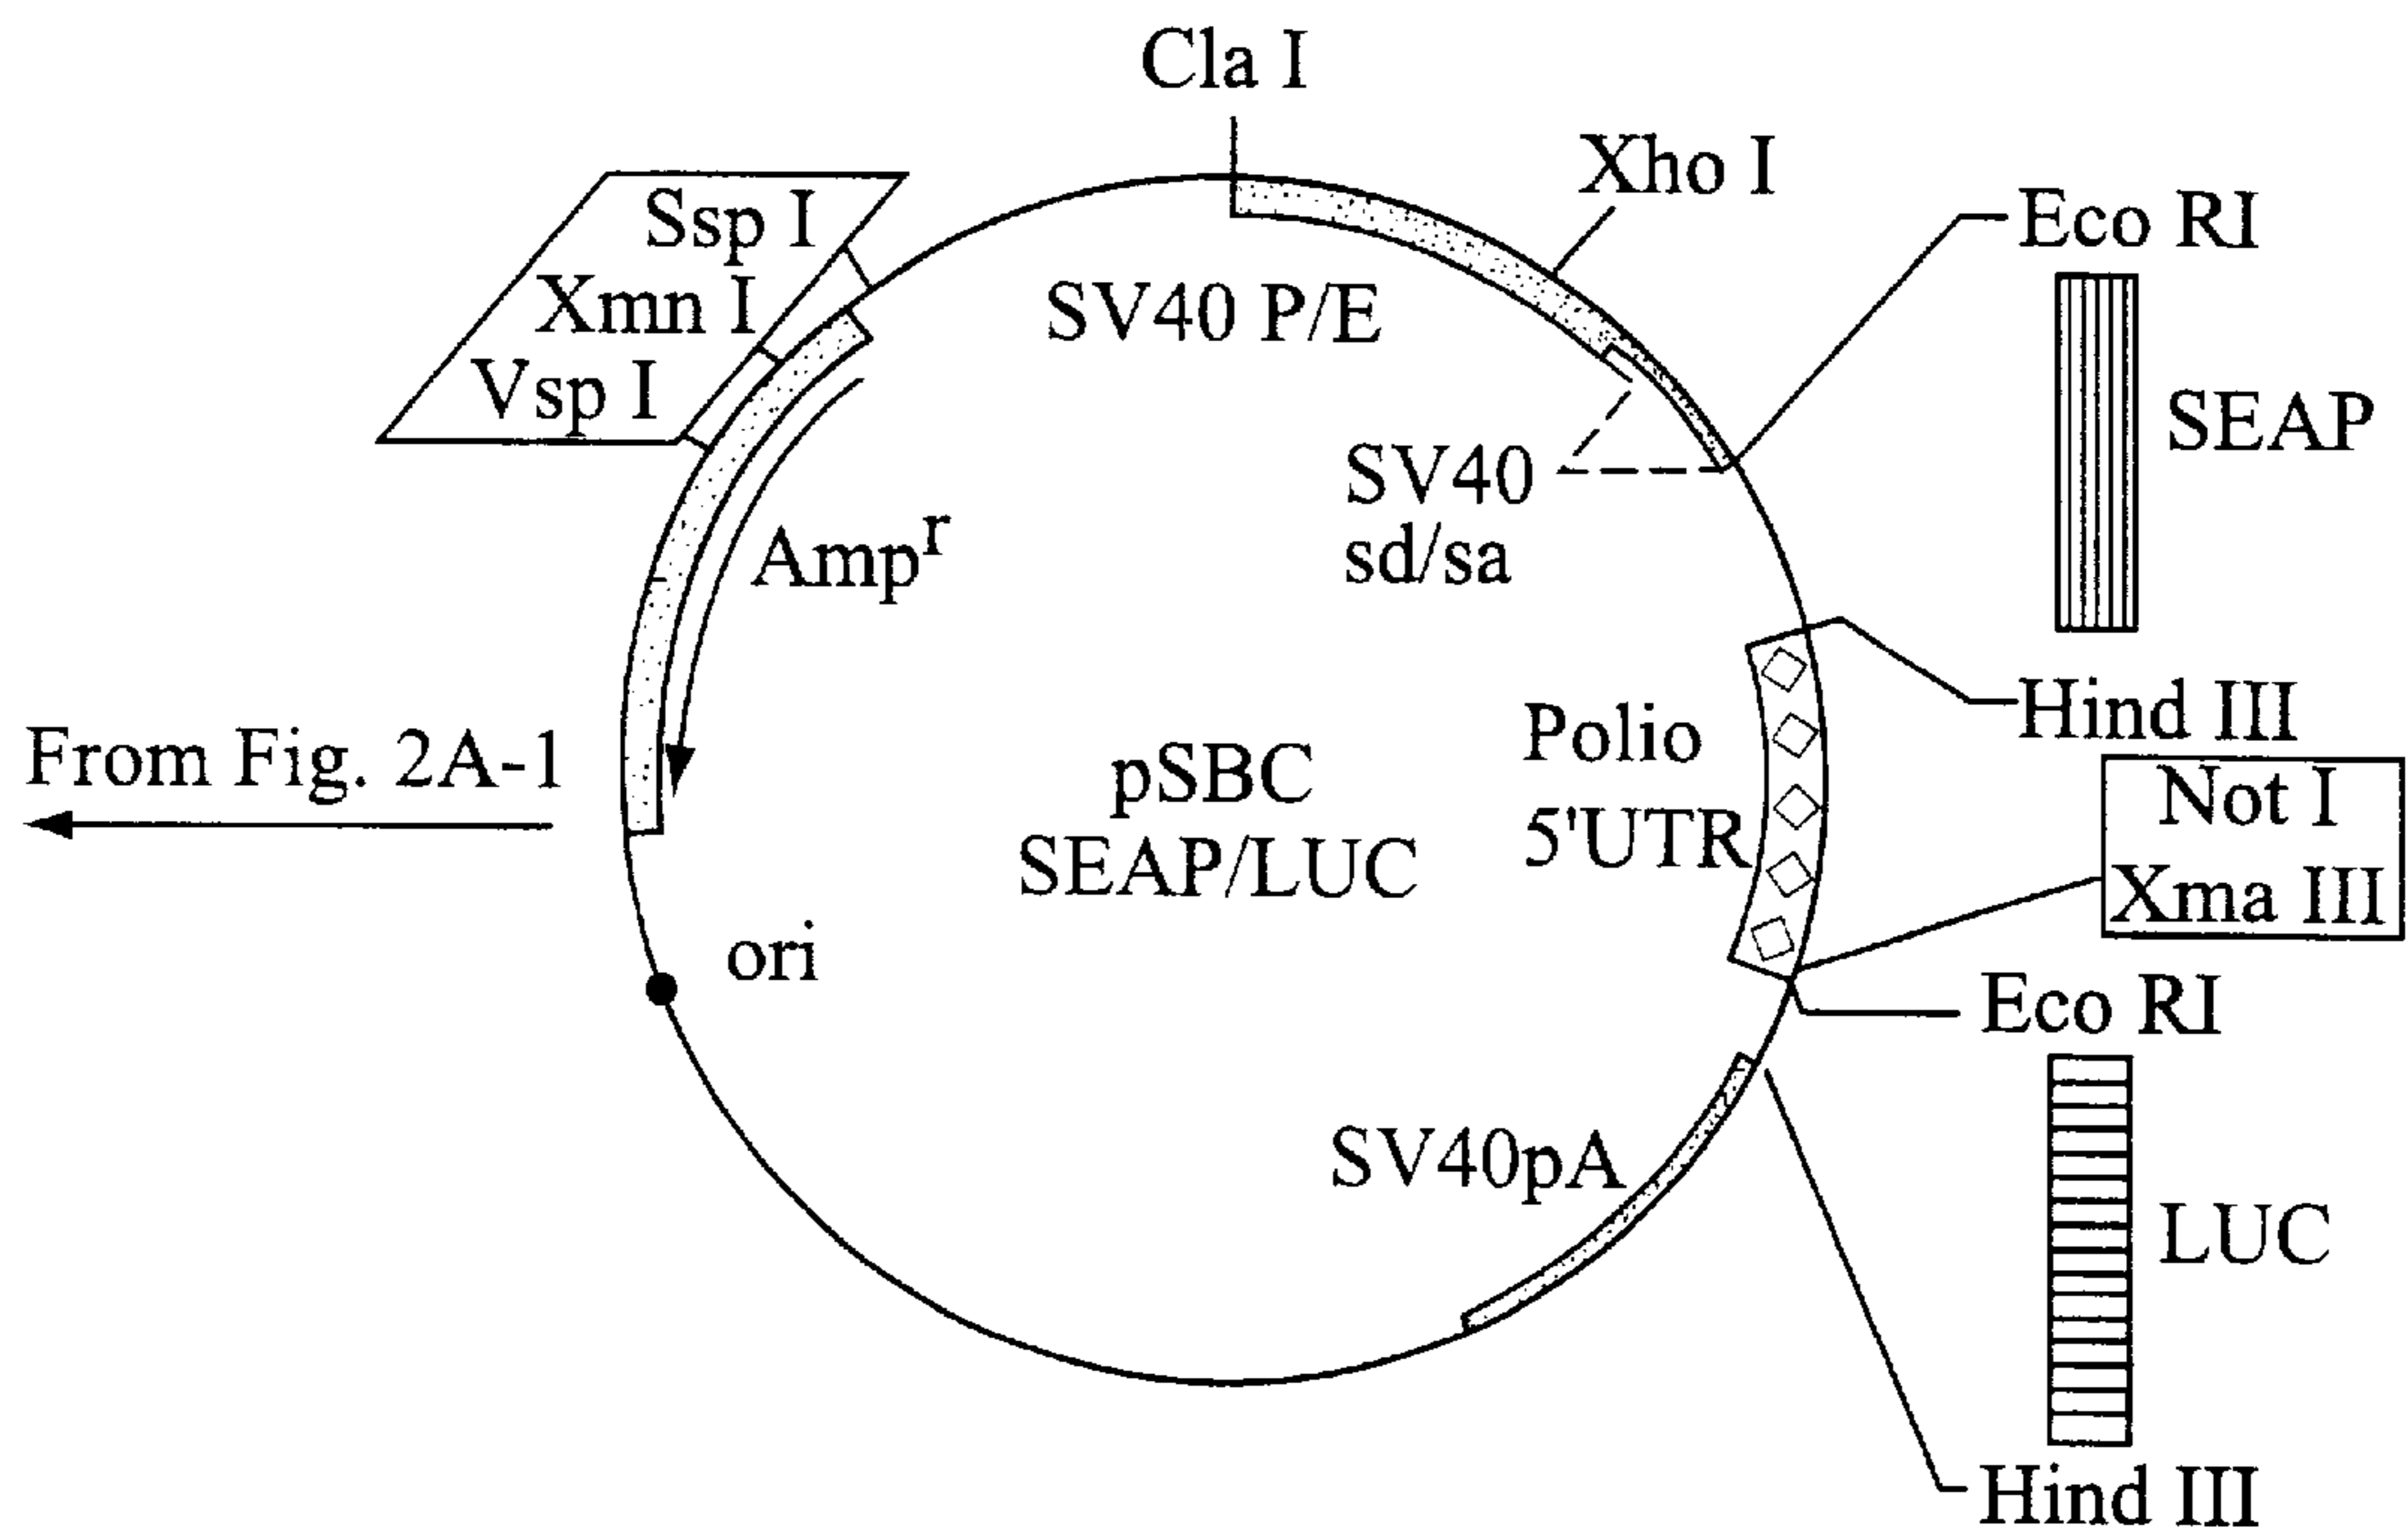 Cla I
Xho I
Ssp I
Xmn I
Vsp I
Eco RI
SV40 P/E
SEAP
SV40
sd/sa
Amp^r
Hind III
Polio
5'UTR
Not I
Xma III
From Fig. 2A-1
pSBC
SEAP/LUC
ori
Eco RI
SV40pA
LUC
Hind III